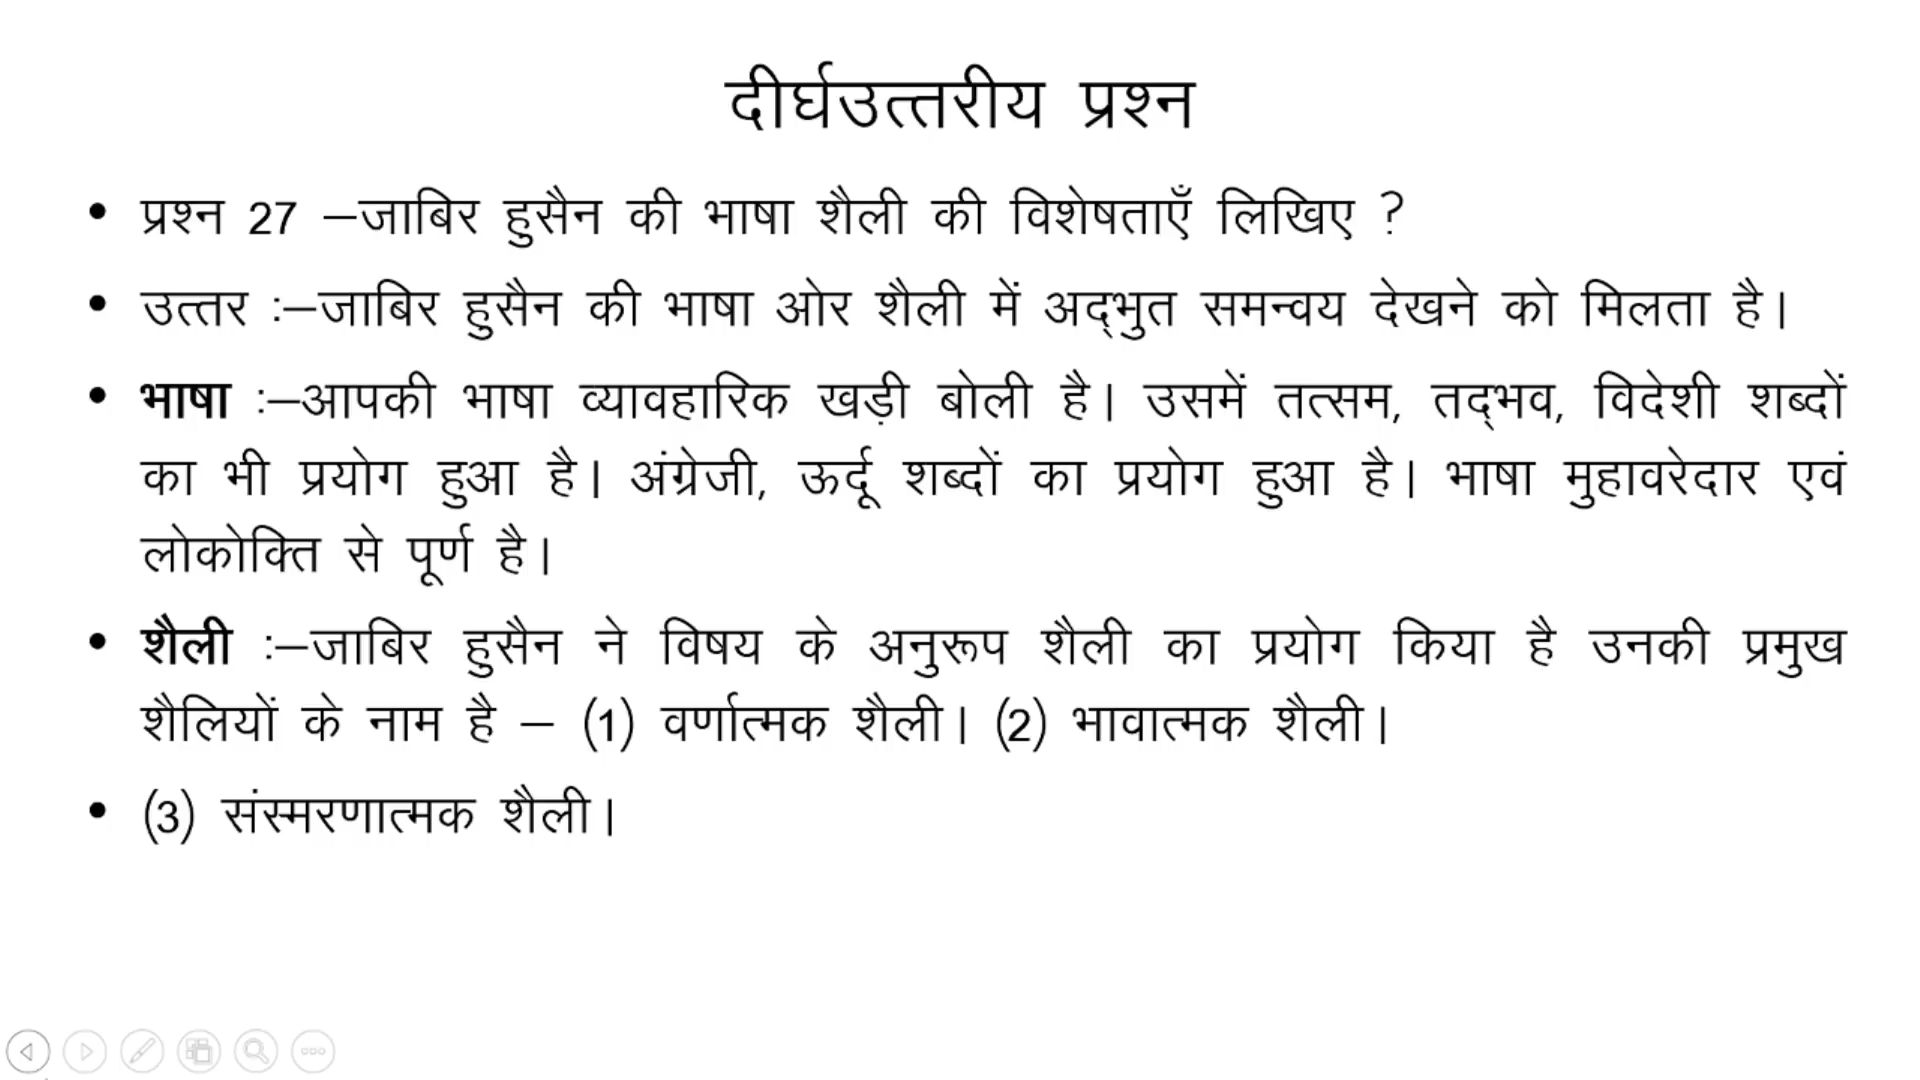 दीर्घउत्तरीय प्रश्न
• प्रश्न 27 –जाबिर हुसैन की भाषा शैली की विशेषताएँ लिखिए ?
• उत्तर :–जाबिर हुसैन की भाषा ओर शैली में अद्‌भुत समन्वय देखने को मिलता है।
• भाषा :–आपकी भाषा व्यावहारिक खड़ी बोली है। उसमें तत्सम, तद्‌भव, विदेशी शब्दों
का भी प्रयोग हुआ है। अंग्रेजी, ऊर्दू शब्दों का प्रयोग हुआ है। भाषा मुहावरेदार एवं
लोकोक्ति से पूर्ण है।
• शैली :–जाबिर हुसैन ने विषय के अनुरूप शैली का प्रयोग किया है उनकी प्रमुख
शैलियों के नाम है – (1) वर्णात्मक शैली। (2) भावात्मक शैली।
• (3) संस्मरणात्मक शैली।